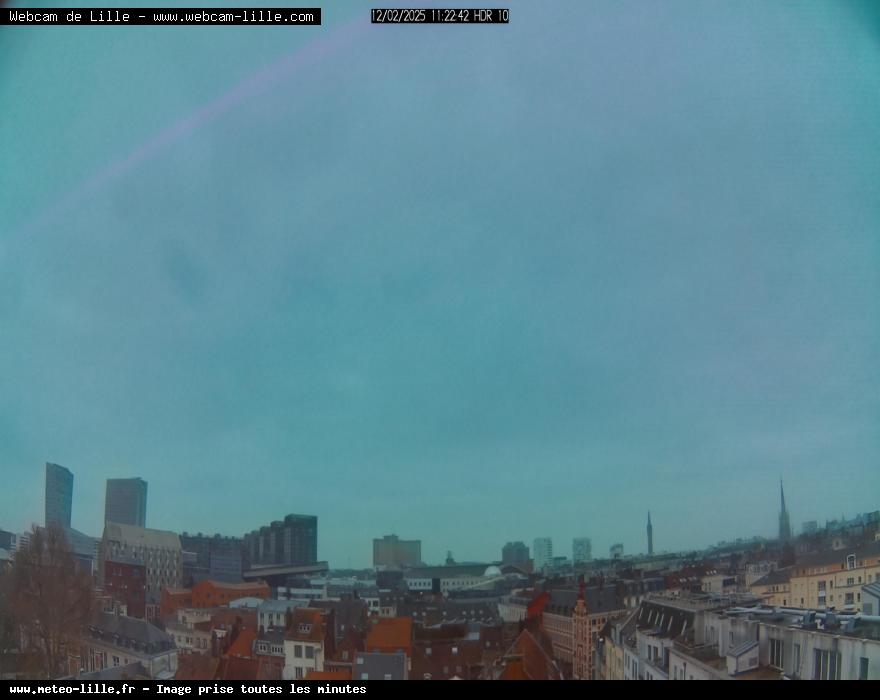 Webcam de Lille - www.webcam-lille.com
12/02/2025 11:22:42 HDR 10
www.meteo-lille.fr - Image prise toutes les minutes